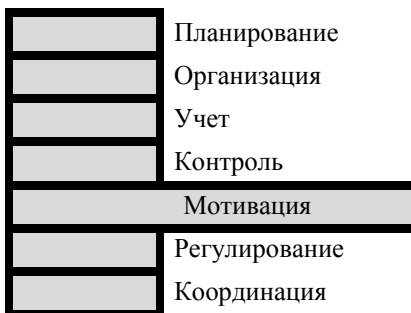 Планирование
Организация
Учет
Контроль
Мотивация
Регулирование
Координация